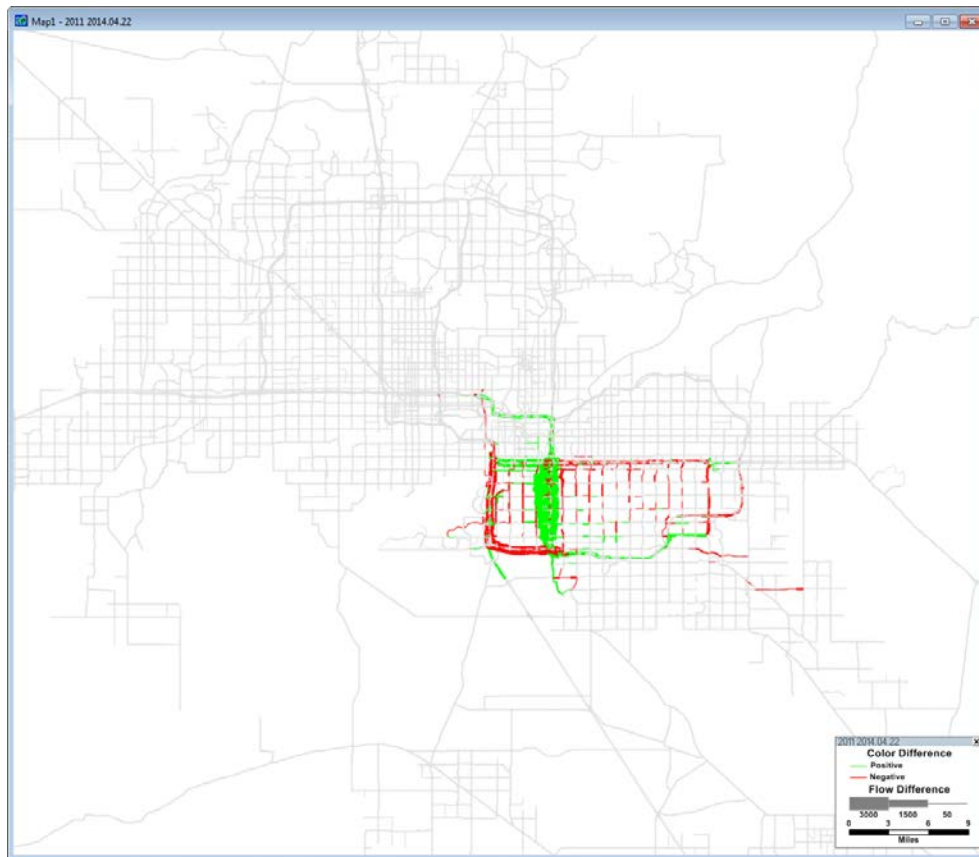 Map1 - 2011 2014.04.22
2011 2014.04.22
Color Difference
Positive
Negative
Flow Difference
3000 1500 50
0 3 6 9
Miles